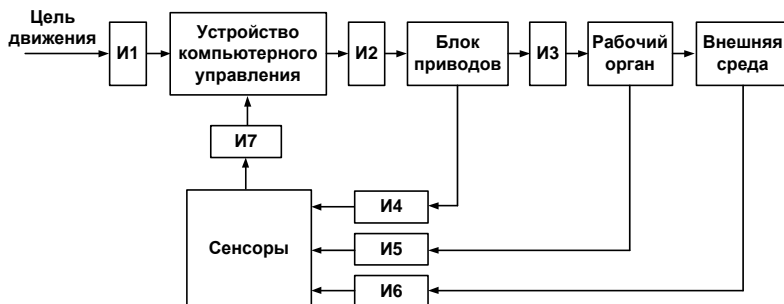 Цель
движения
И1
Устройство
компьютерного
управления
И2
Блок
приводов
И3
Рабочий
орган
Внешняя
среда
И7
Сенсоры
И4
И5
И6